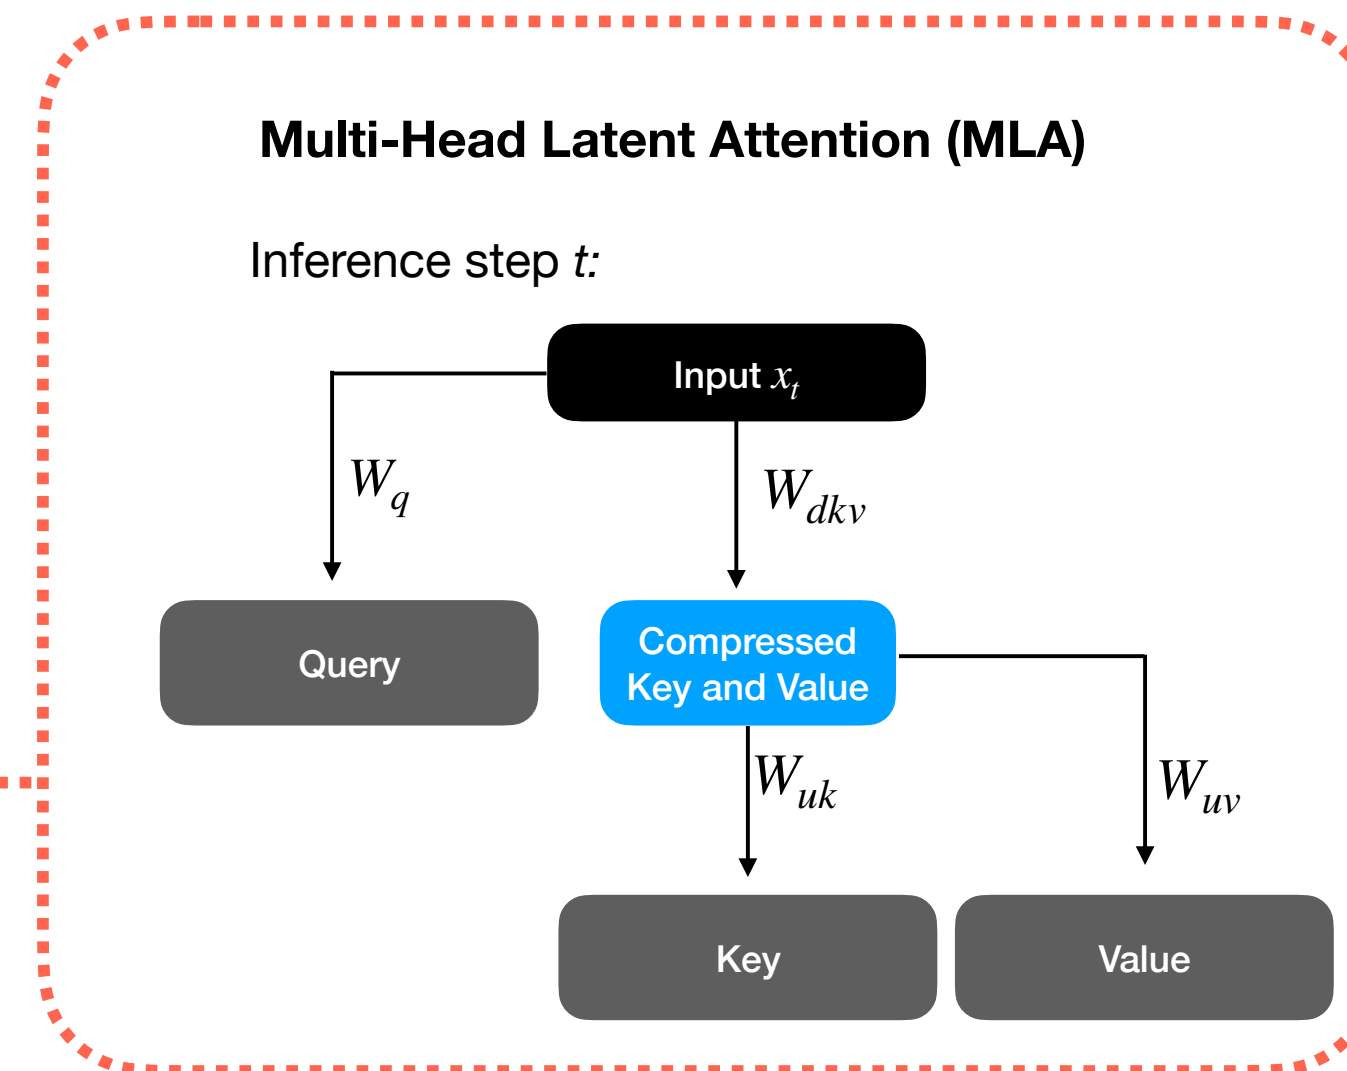 Multi-Head Latent Attention (MLA)
Inference step t:
Input x_t
W_q
W_dkv
Query
Compressed
Key and Value
W_uk
W_uv
Key
Value